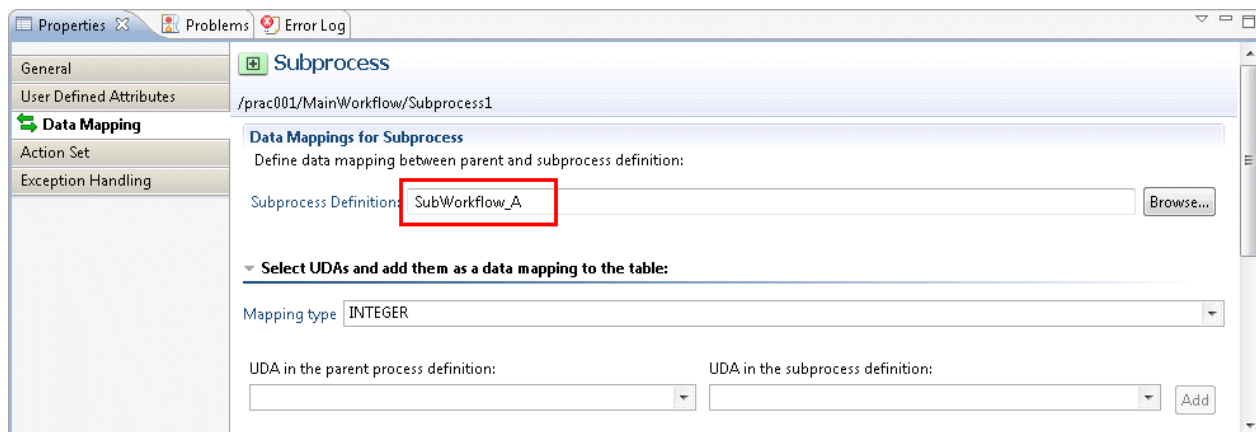 Properties Problems Error Log
General
User Defined Attributes
Data Mapping
Action Set
Exception Handling
Subprocess
/prac001/MainWorkflow/Subprocess1
Data Mappings for Subprocess
Define data mapping between parent and subprocess definition:
Subprocess Definition: SubWorkflow_A Browse...
Select UDAs and add them as a data mapping to the table:
Mapping type INTEGER
UDA in the parent process definition: UDA in the subprocess definition:
Add